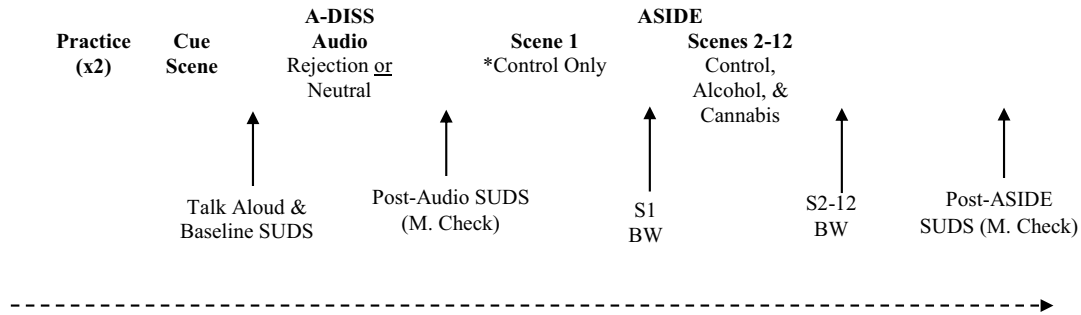 A-DISS
ASIDE
Practice
(x2)
Cue
Scene
Audio
Rejection or
Neutral
Scene 1
*Control Only
Scenes 2-12
Control,
Alcohol, &
Cannabis
Talk Aloud &
Baseline SUDS
Post-Audio SUDS
(M. Check)
S1
BW
S2-12
BW
Post-ASIDE
SUDS (M. Check)